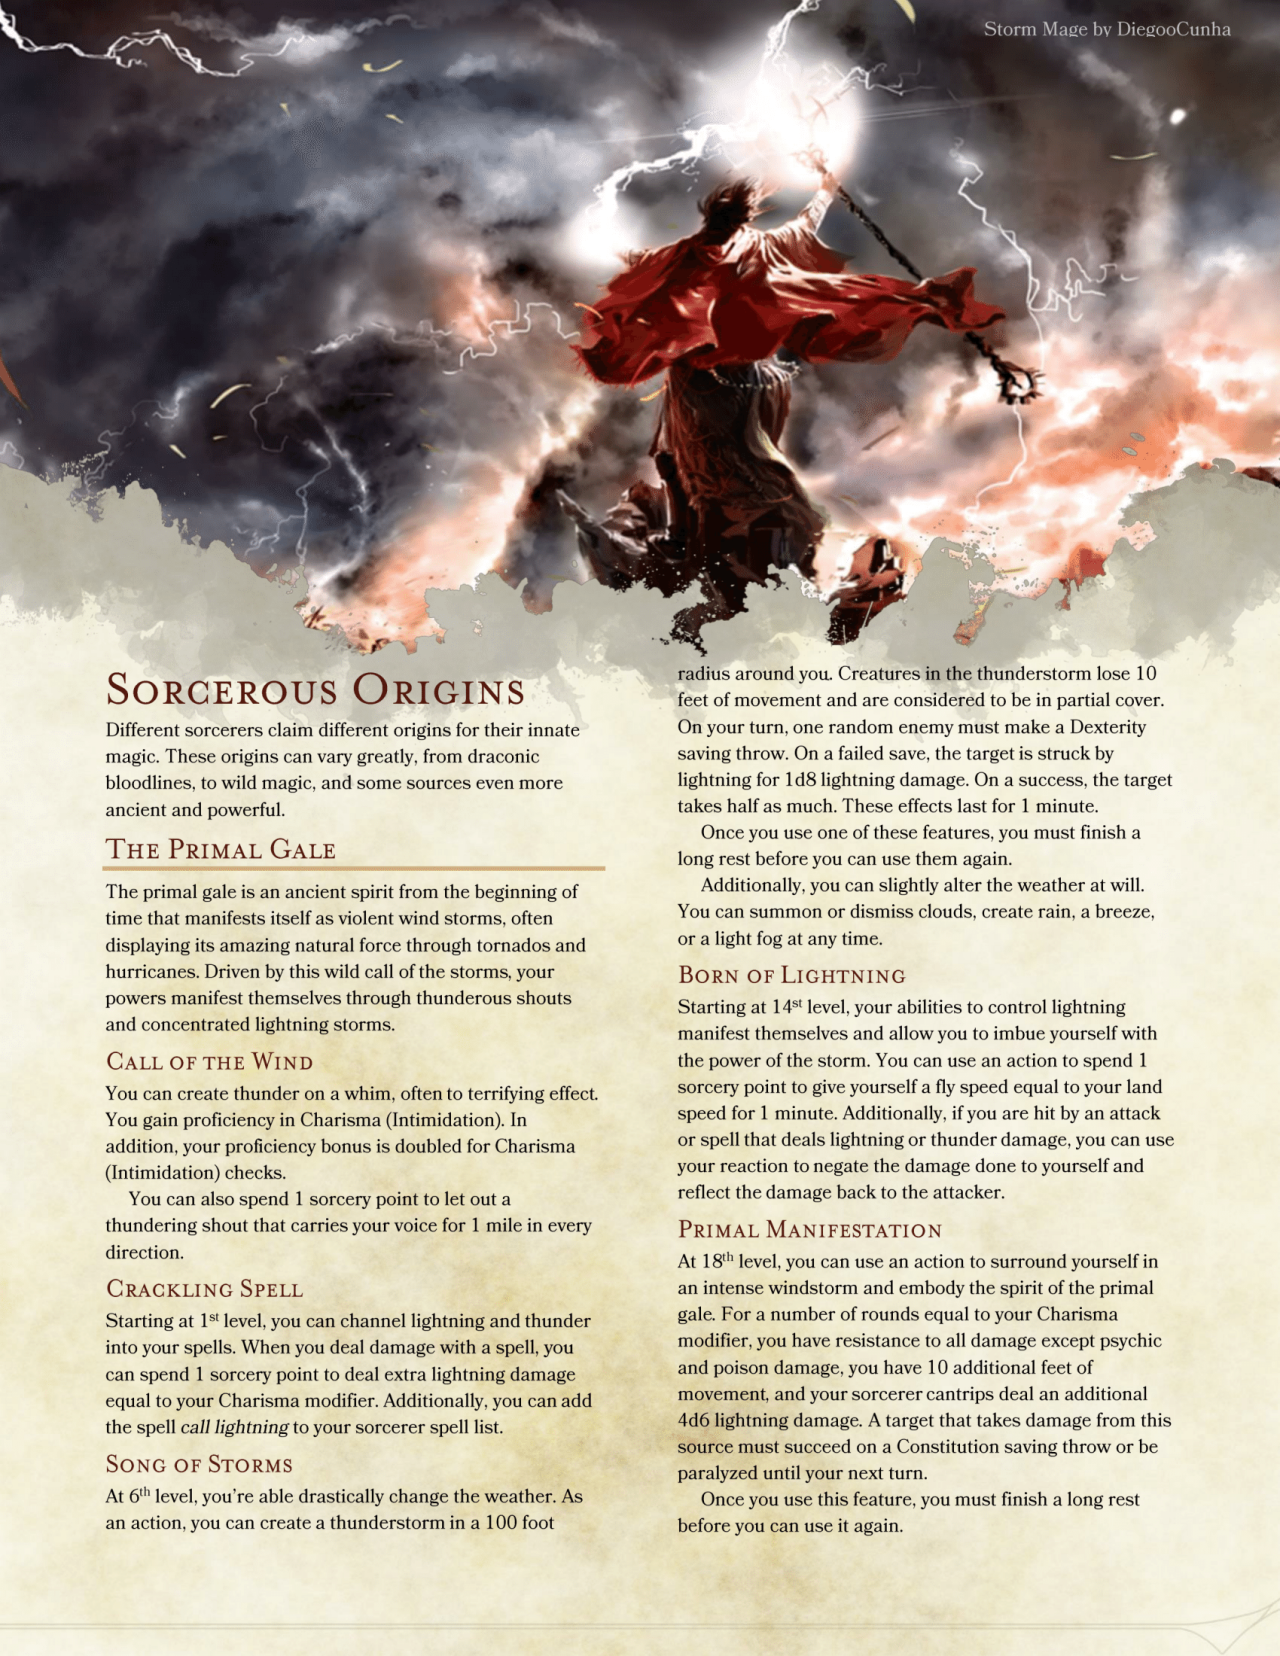 Storm Mage by DiegooCunha
Sorcerous Origins
Different sorcerers claim different origins for their innate
magic. These origins can vary greatly, from draconic
bloodlines, to wild magic, and some sources even more
ancient and powerful.
The Primal Gale
The primal gale is an ancient spirit from the beginning of
time that manifests itself as violent wind storms, often
displaying its amazing natural force through tornados and
hurricanes. Driven by this wild call of the storms, your
powers manifest themselves through thunderous shouts
and concentrated lightning storms.
Call of the Wind
You can create thunder on a whim, often to terrifying effect.
You gain proficiency in Charisma (Intimidation). In
addition, your proficiency bonus is doubled for Charisma
(Intimidation) checks.
You can also spend 1 sorcery point to let out a
thundering shout that carries your voice for 1 mile in every
direction.
Crackling Spell
Starting at 1st level, you can channel lightning and thunder
into your spells. When you deal damage with a spell, you
can spend 1 sorcery point to deal extra lightning damage
equal to your Charisma modifier. Additionally, you can add
the spell call lightning to your sorcerer spell list.
Song of Storms
At 6th level, you're able drastically change the weather. As
an action, you can create a thunderstorm in a 100 foot
radius around you. Creatures in the thunderstorm lose 10
feet of movement and are considered to be in partial cover.
On your turn, one random enemy must make a Dexterity
saving throw. On a failed save, the target is struck by
lightning for 1d8 lightning damage. On a success, the target
takes half as much. These effects last for 1 minute.
Once you use one of these features, you must finish a
long rest before you can use them again.
Additionally, you can slightly alter the weather at will.
You can summon or dismiss clouds, create rain, a breeze,
or a light fog at any time.
Born of Lightning
Starting at 14st level, your abilities to control lightning
manifest themselves and allow you to imbue yourself with
the power of the storm. You can use an action to spend 1
sorcery point to give yourself a fly speed equal to your land
speed for 1 minute. Additionally, if you are hit by an attack
or spell that deals lightning or thunder damage, you can use
your reaction to negate the damage done to yourself and
reflect the damage back to the attacker.
Primal Manifestation
At 18th level, you can use an action to surround yourself in
an intense windstorm and embody the spirit of the primal
gale. For a number of rounds equal to your Charisma
modifier, you have resistance to all damage except psychic
and poison damage, you have 10 additional feet of
movement, and your sorcerer cantrips deal an additional
4d6 lightning damage. A target that takes damage from this
source must succeed on a Constitution saving throw or be
paralyzed until your next turn.
Once you use this feature, you must finish a long rest
before you can use it again.